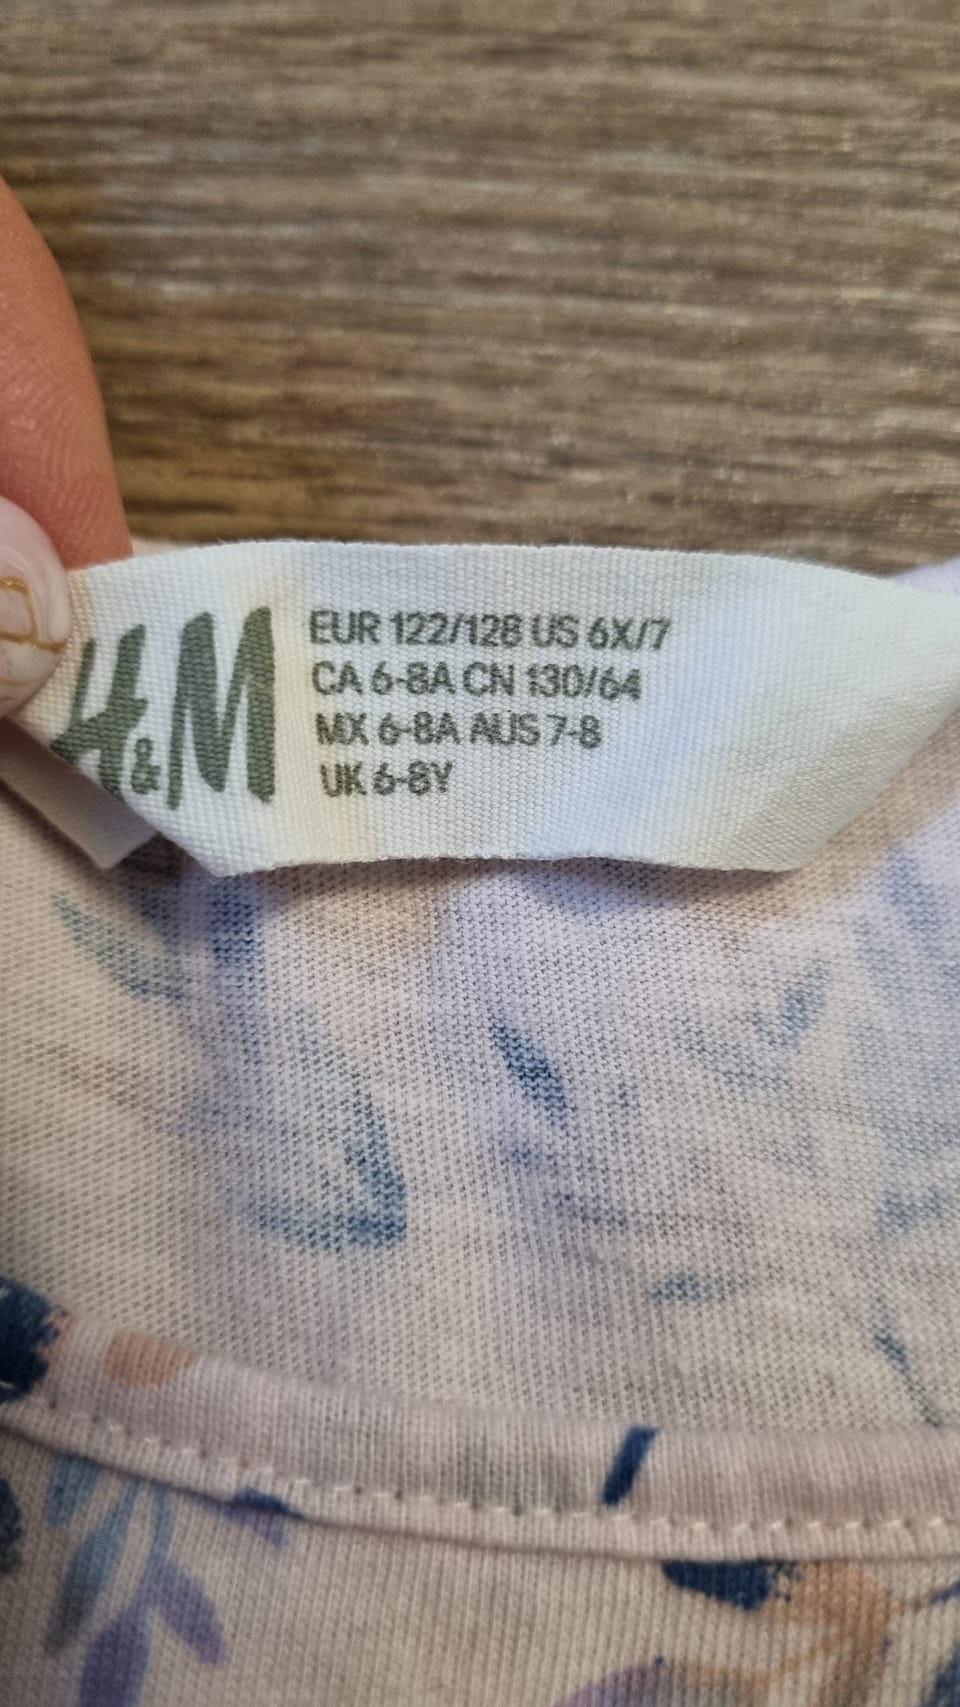 H&M
EUR 122/128 US 6X/7
CA 6-8A CN 130/64
MX 6-8A AUS 7-8
UK 6-8Y